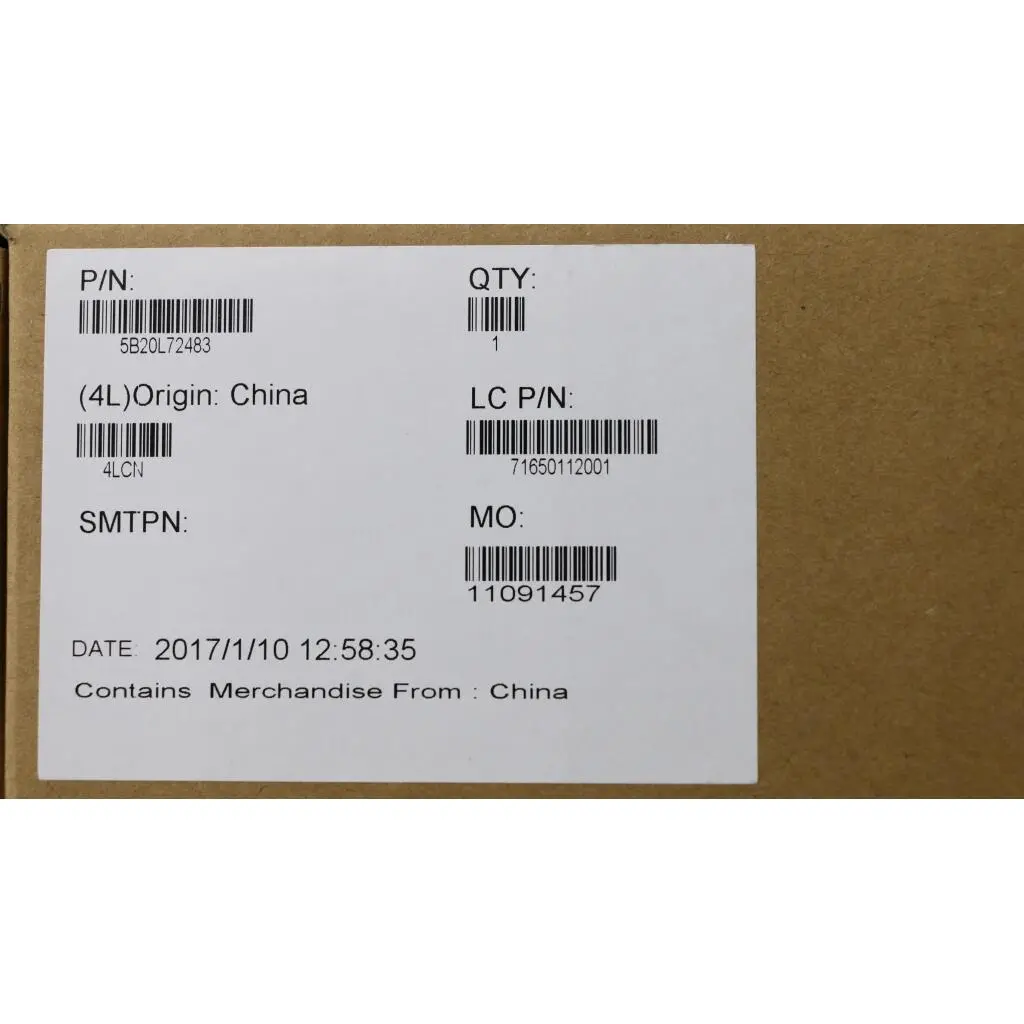 P/N:
5B20L72483
QTY:
1
(4L)Origin: China
4LCN
LC P/N:
71650112001
SMTPN:
MO:
11091457
DATE: 2017/1/10 12:58:35
Contains Merchandise From : China